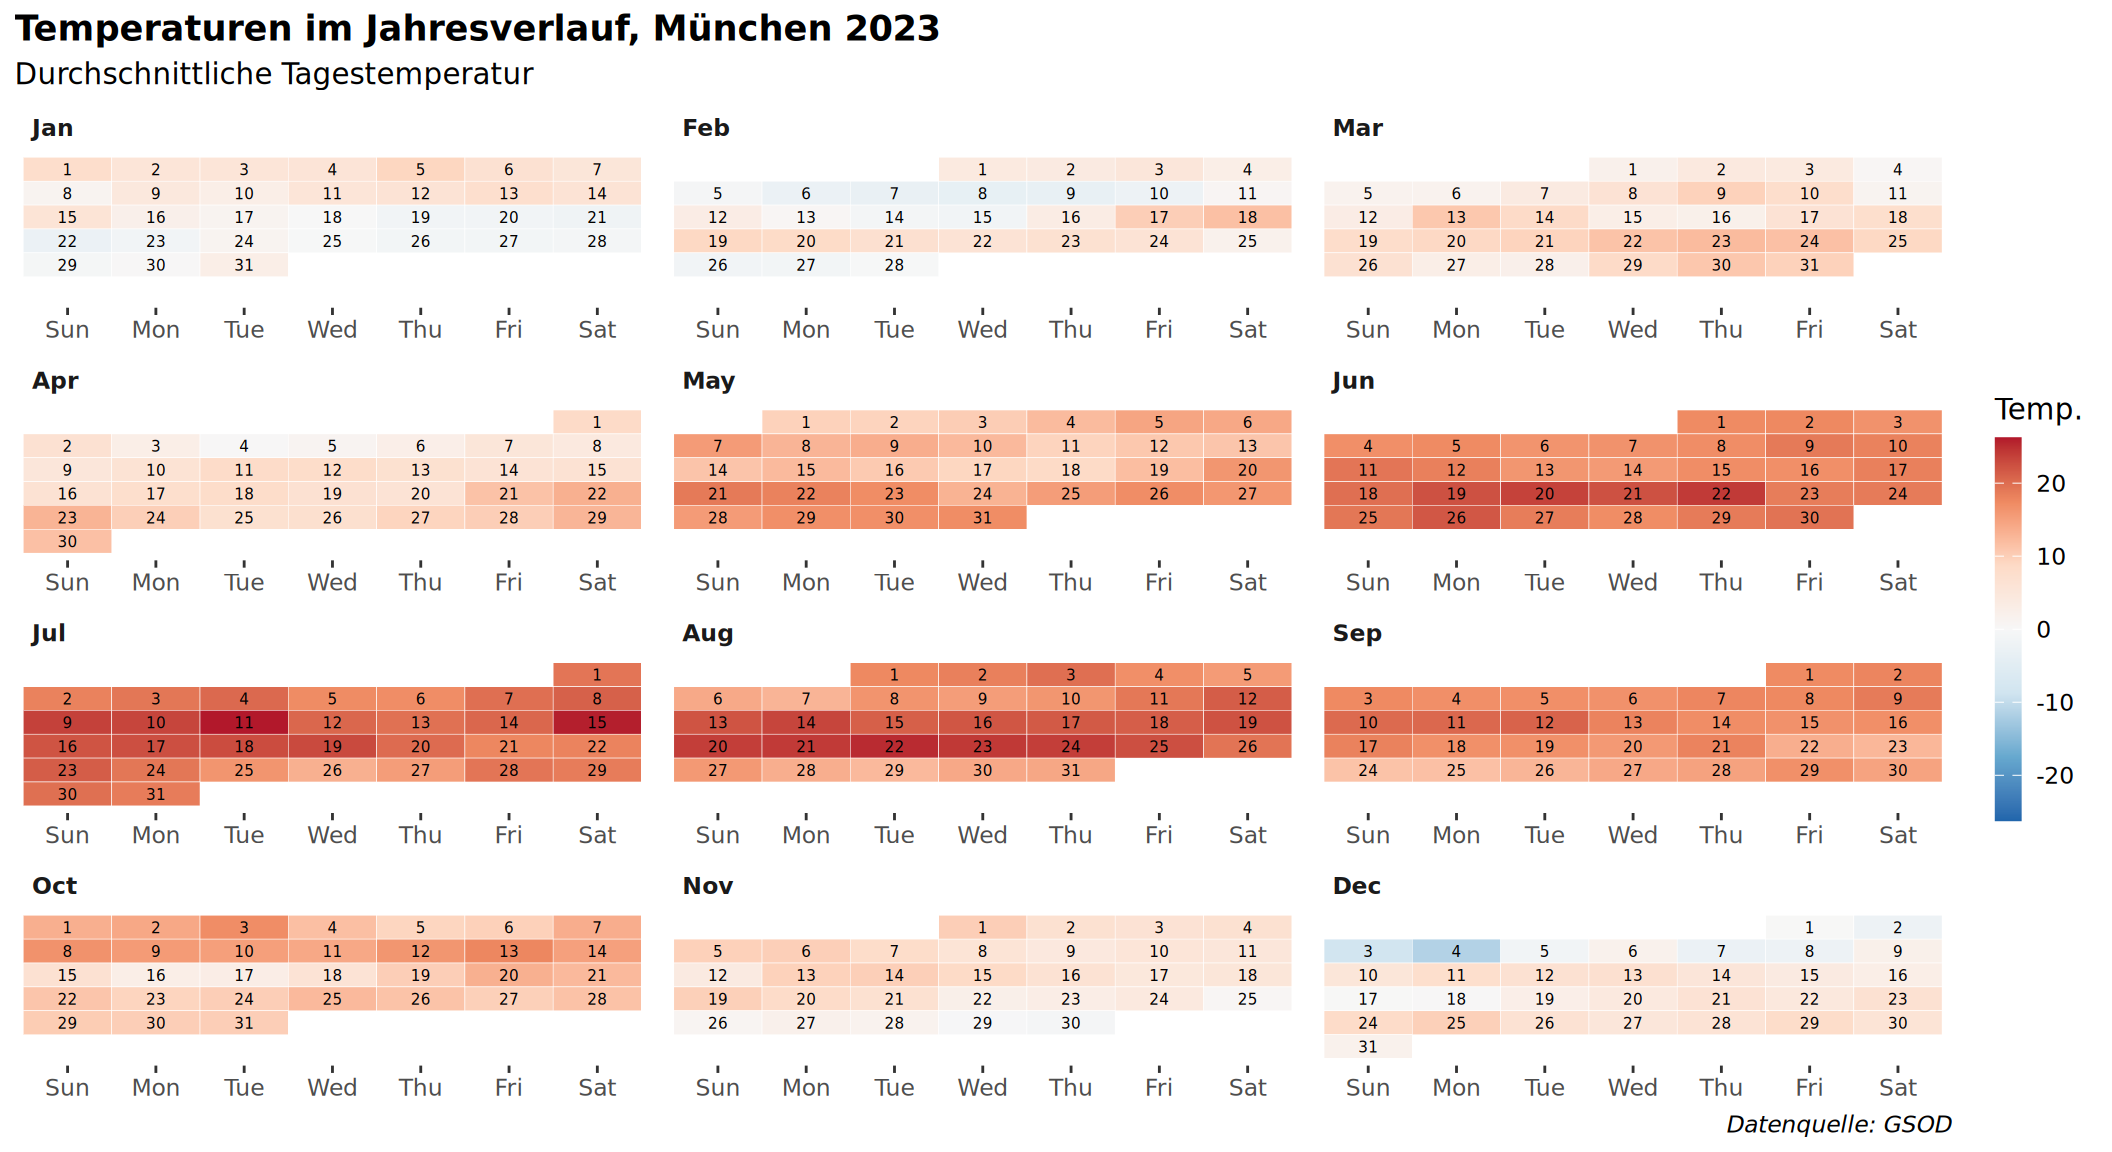 Temperaturen im Jahresverlauf, München 2023
Durchschnittliche Tagestemperatur
Jan
1 2 3 4 5 6 7
8 9 10 11 12 13 14
15 16 17 18 19 20 21
22 23 24 25 26 27 28
29 30 31
Sun Mon Tue Wed Thu Fri Sat
Feb
1 2 3 4
5 6 7 8 9 10 11
12 13 14 15 16 17 18
19 20 21 22 23 24 25
26 27 28
Sun Mon Tue Wed Thu Fri Sat
Mar
1 2 3 4
5 6 7 8 9 10 11
12 13 14 15 16 17 18
19 20 21 22 23 24 25
26 27 28 29 30 31
Sun Mon Tue Wed Thu Fri Sat
Apr
1
2 3 4 5 6 7 8
9 10 11 12 13 14 15
16 17 18 19 20 21 22
23 24 25 26 27 28 29
30
Sun Mon Tue Wed Thu Fri Sat
May
1 2 3 4 5 6
7 8 9 10 11 12 13
14 15 16 17 18 19 20
21 22 23 24 25 26 27
28 29 30 31
Sun Mon Tue Wed Thu Fri Sat
Jun
1 2 3
4 5 6 7 8 9 10
11 12 13 14 15 16 17
18 19 20 21 22 23 24
25 26 27 28 29 30
Sun Mon Tue Wed Thu Fri Sat
Jul
1
2 3 4 5 6 7 8
9 10 11 12 13 14 15
16 17 18 19 20 21 22
23 24 25 26 27 28 29
30 31
Sun Mon Tue Wed Thu Fri Sat
Aug
1 2 3 4 5
6 7 8 9 10 11 12
13 14 15 16 17 18 19
20 21 22 23 24 25 26
27 28 29 30 31
Sun Mon Tue Wed Thu Fri Sat
Sep
1 2
3 4 5 6 7 8 9
10 11 12 13 14 15 16
17 18 19 20 21 22 23
24 25 26 27 28 29 30
Sun Mon Tue Wed Thu Fri Sat
Oct
1 2 3 4 5 6 7
8 9 10 11 12 13 14
15 16 17 18 19 20 21
22 23 24 25 26 27 28
29 30 31
Sun Mon Tue Wed Thu Fri Sat
Nov
1 2 3 4
5 6 7 8 9 10 11
12 13 14 15 16 17 18
19 20 21 22 23 24 25
26 27 28 29 30
Sun Mon Tue Wed Thu Fri Sat
Dec
1 2
3 4 5 6 7 8 9
10 11 12 13 14 15 16
17 18 19 20 21 22 23
24 25 26 27 28 29 30
31
Sun Mon Tue Wed Thu Fri Sat
Temp.
20
10
0
-10
-20
Datenquelle: GSOD